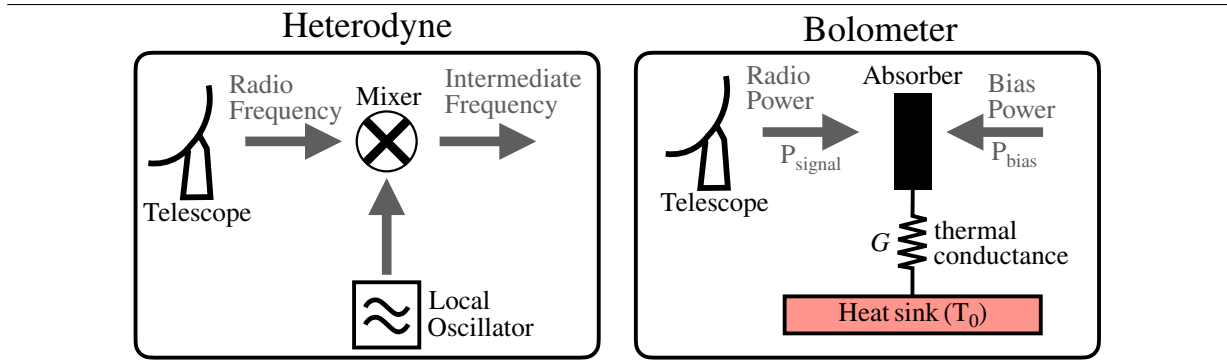 Heterodyne
Radio
Frequency
Mixer
Intermediate
Frequency
Telescope
Local
Oscillator
Bolometer
Radio
Power
P_signal
Absorber
Bias
Power
P_bias
Telescope
G
thermal
conductance
Heat sink (T_0)